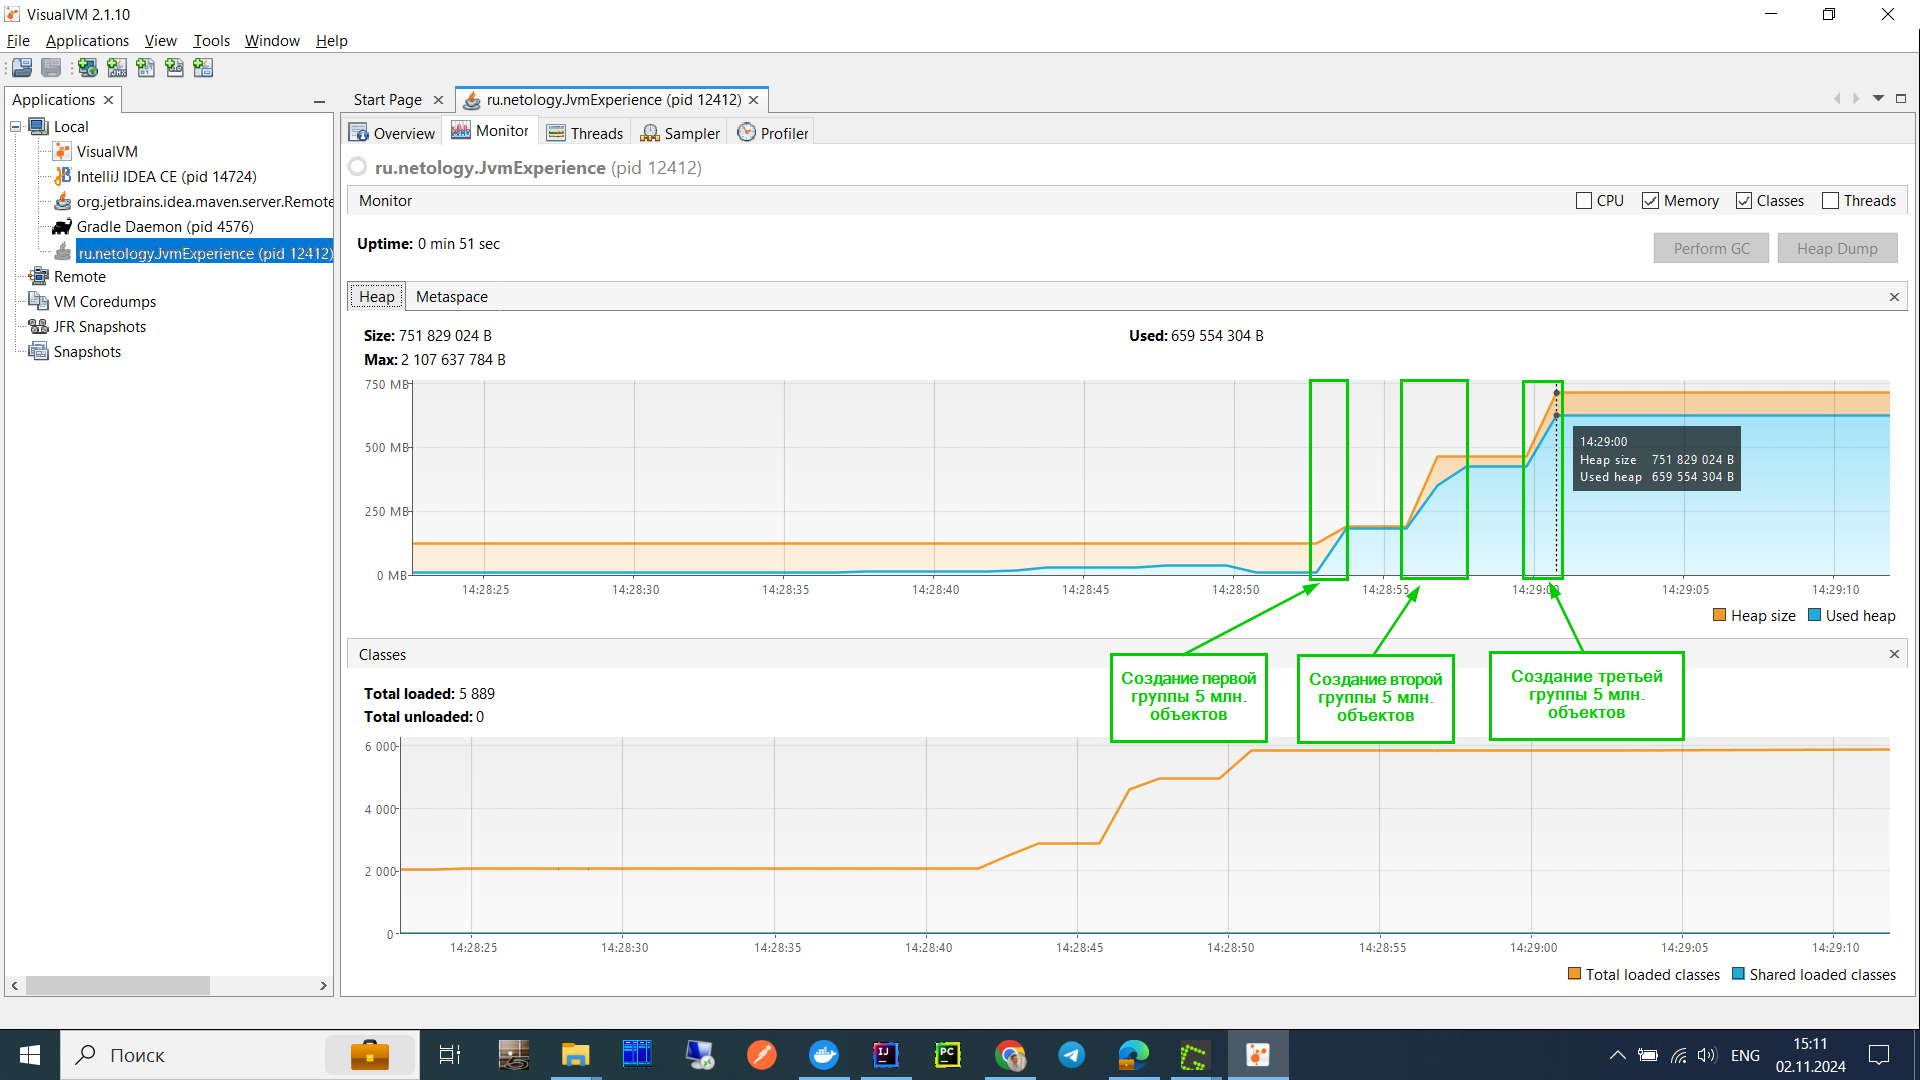 VisualVM 2.1.10
File Applications View Tools Window Help
Applications
Start Page
ru.netology.JvmExperience (pid 12412)
Local
VisualVM
IntelliJ IDEA CE (pid 14724)
org.jetbrains.idea.maven.server.Remote
Gradle Daemon (pid 4576)
ru.netology.JvmExperience (pid 12412)
Remote
VM Coredumps
JFR Snapshots
Snapshots
Overview Monitor Threads Sampler Profiler
ru.netology.JvmExperience (pid 12412)
Monitor
CPU Memory Classes Threads
Uptime: 0 min 51 sec
Perform GC Heap Dump
Heap Metaspace
Size: 751 829 024 B
Used: 659 554 304 B
Max: 2 107 637 784 B
750 MB
500 MB
250 MB
0 MB
14:29:00
Heap size 751 829 024 B
Used heap 659 554 304 B
14:28:25 14:28:30 14:28:35 14:28:40 14:28:45 14:28:50 14:28:55 14:29:00 14:29:05 14:29:10
Heap size Used heap
Classes
Создание первой
группы 5 млн.
объектов
Создание второй
группы 5 млн.
объектов
Создание третьей
группы 5 млн.
объектов
Total loaded: 5 889
Total unloaded: 0
6 000
4 000
2 000
0
14:28:25 14:28:30 14:28:35 14:28:40 14:28:45 14:28:50 14:28:55 14:29:00 14:29:05 14:29:10
Total loaded classes Shared loaded classes
Поиск
IJ
PC
ENG
15:11
02.11.2024